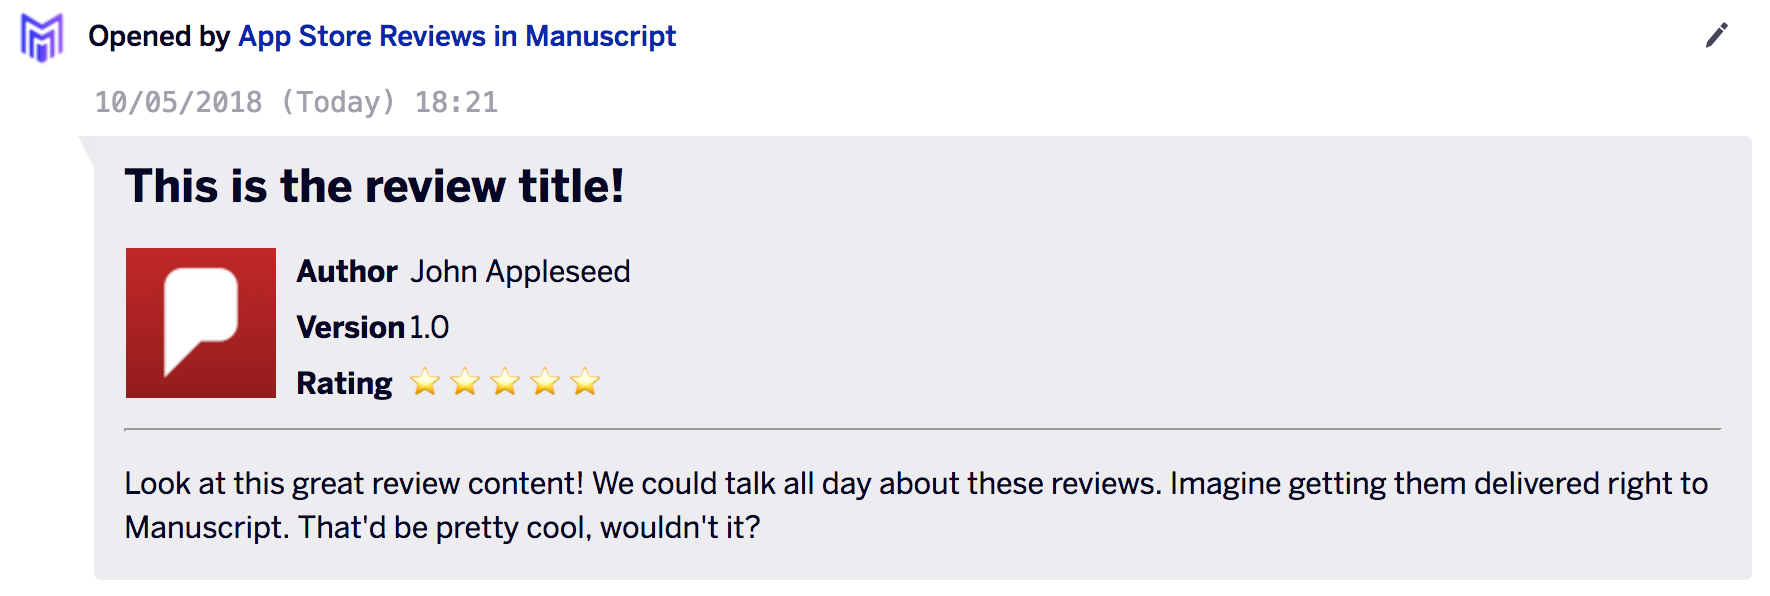 Opened by App Store Reviews in Manuscript
10/05/2018 (Today) 18:21
This is the review title!
Author John Appleseed
Version 1.0
Rating ⭐⭐⭐⭐⭐
Look at this great review content! We could talk all day about these reviews. Imagine getting them delivered right to
Manuscript. That'd be pretty cool, wouldn't it?